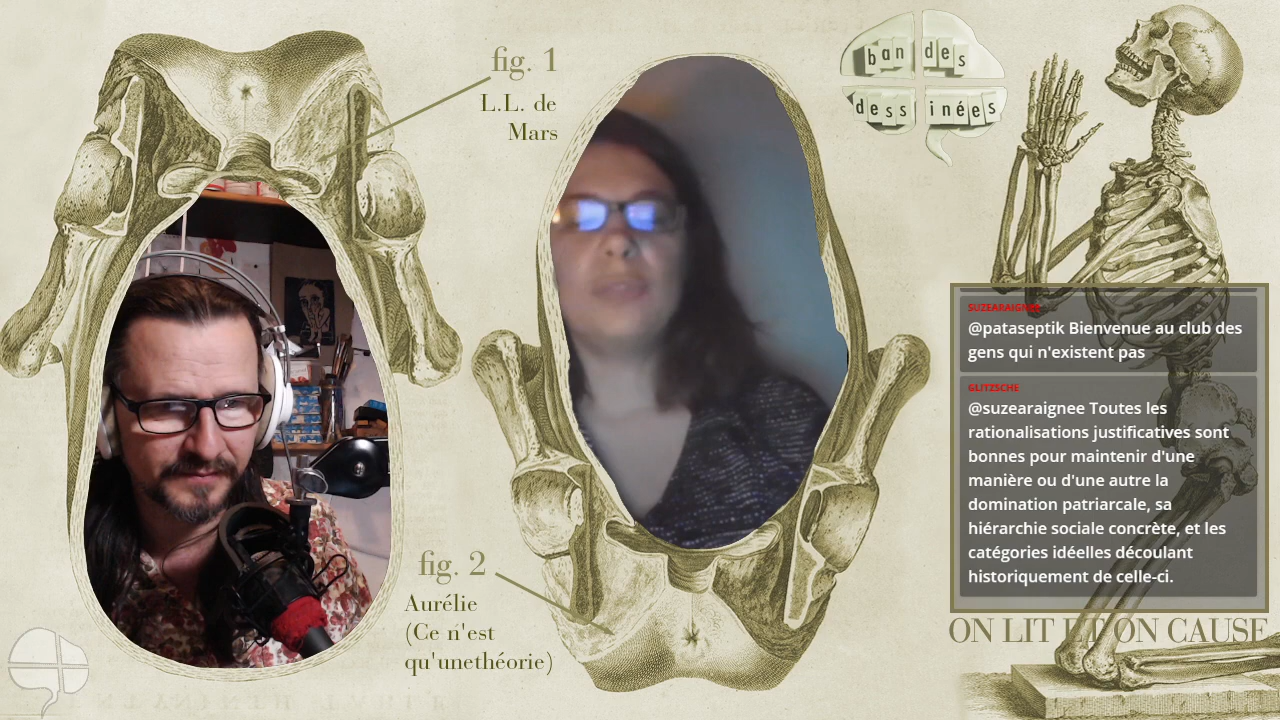 fig. 1
L.L. de
Mars
ban des
dess inées
SUZEARAIGNEE
@pataseptik Bienvenue au club des
gens qui n'existent pas
GLITZSCHE
@suzearaignee Toutes les
rationalisations justificatives sont
bonnes pour maintenir d'une
manière ou d'une autre la
domination patriarcale, sa
hiérarchie sociale concrète, et les
catégories idéelles découlant
historiquement de celle-ci.
fig. 2
Aurélie
(Ce n'est
qu'unethéorie)
ON LIT ET ON CAUSE